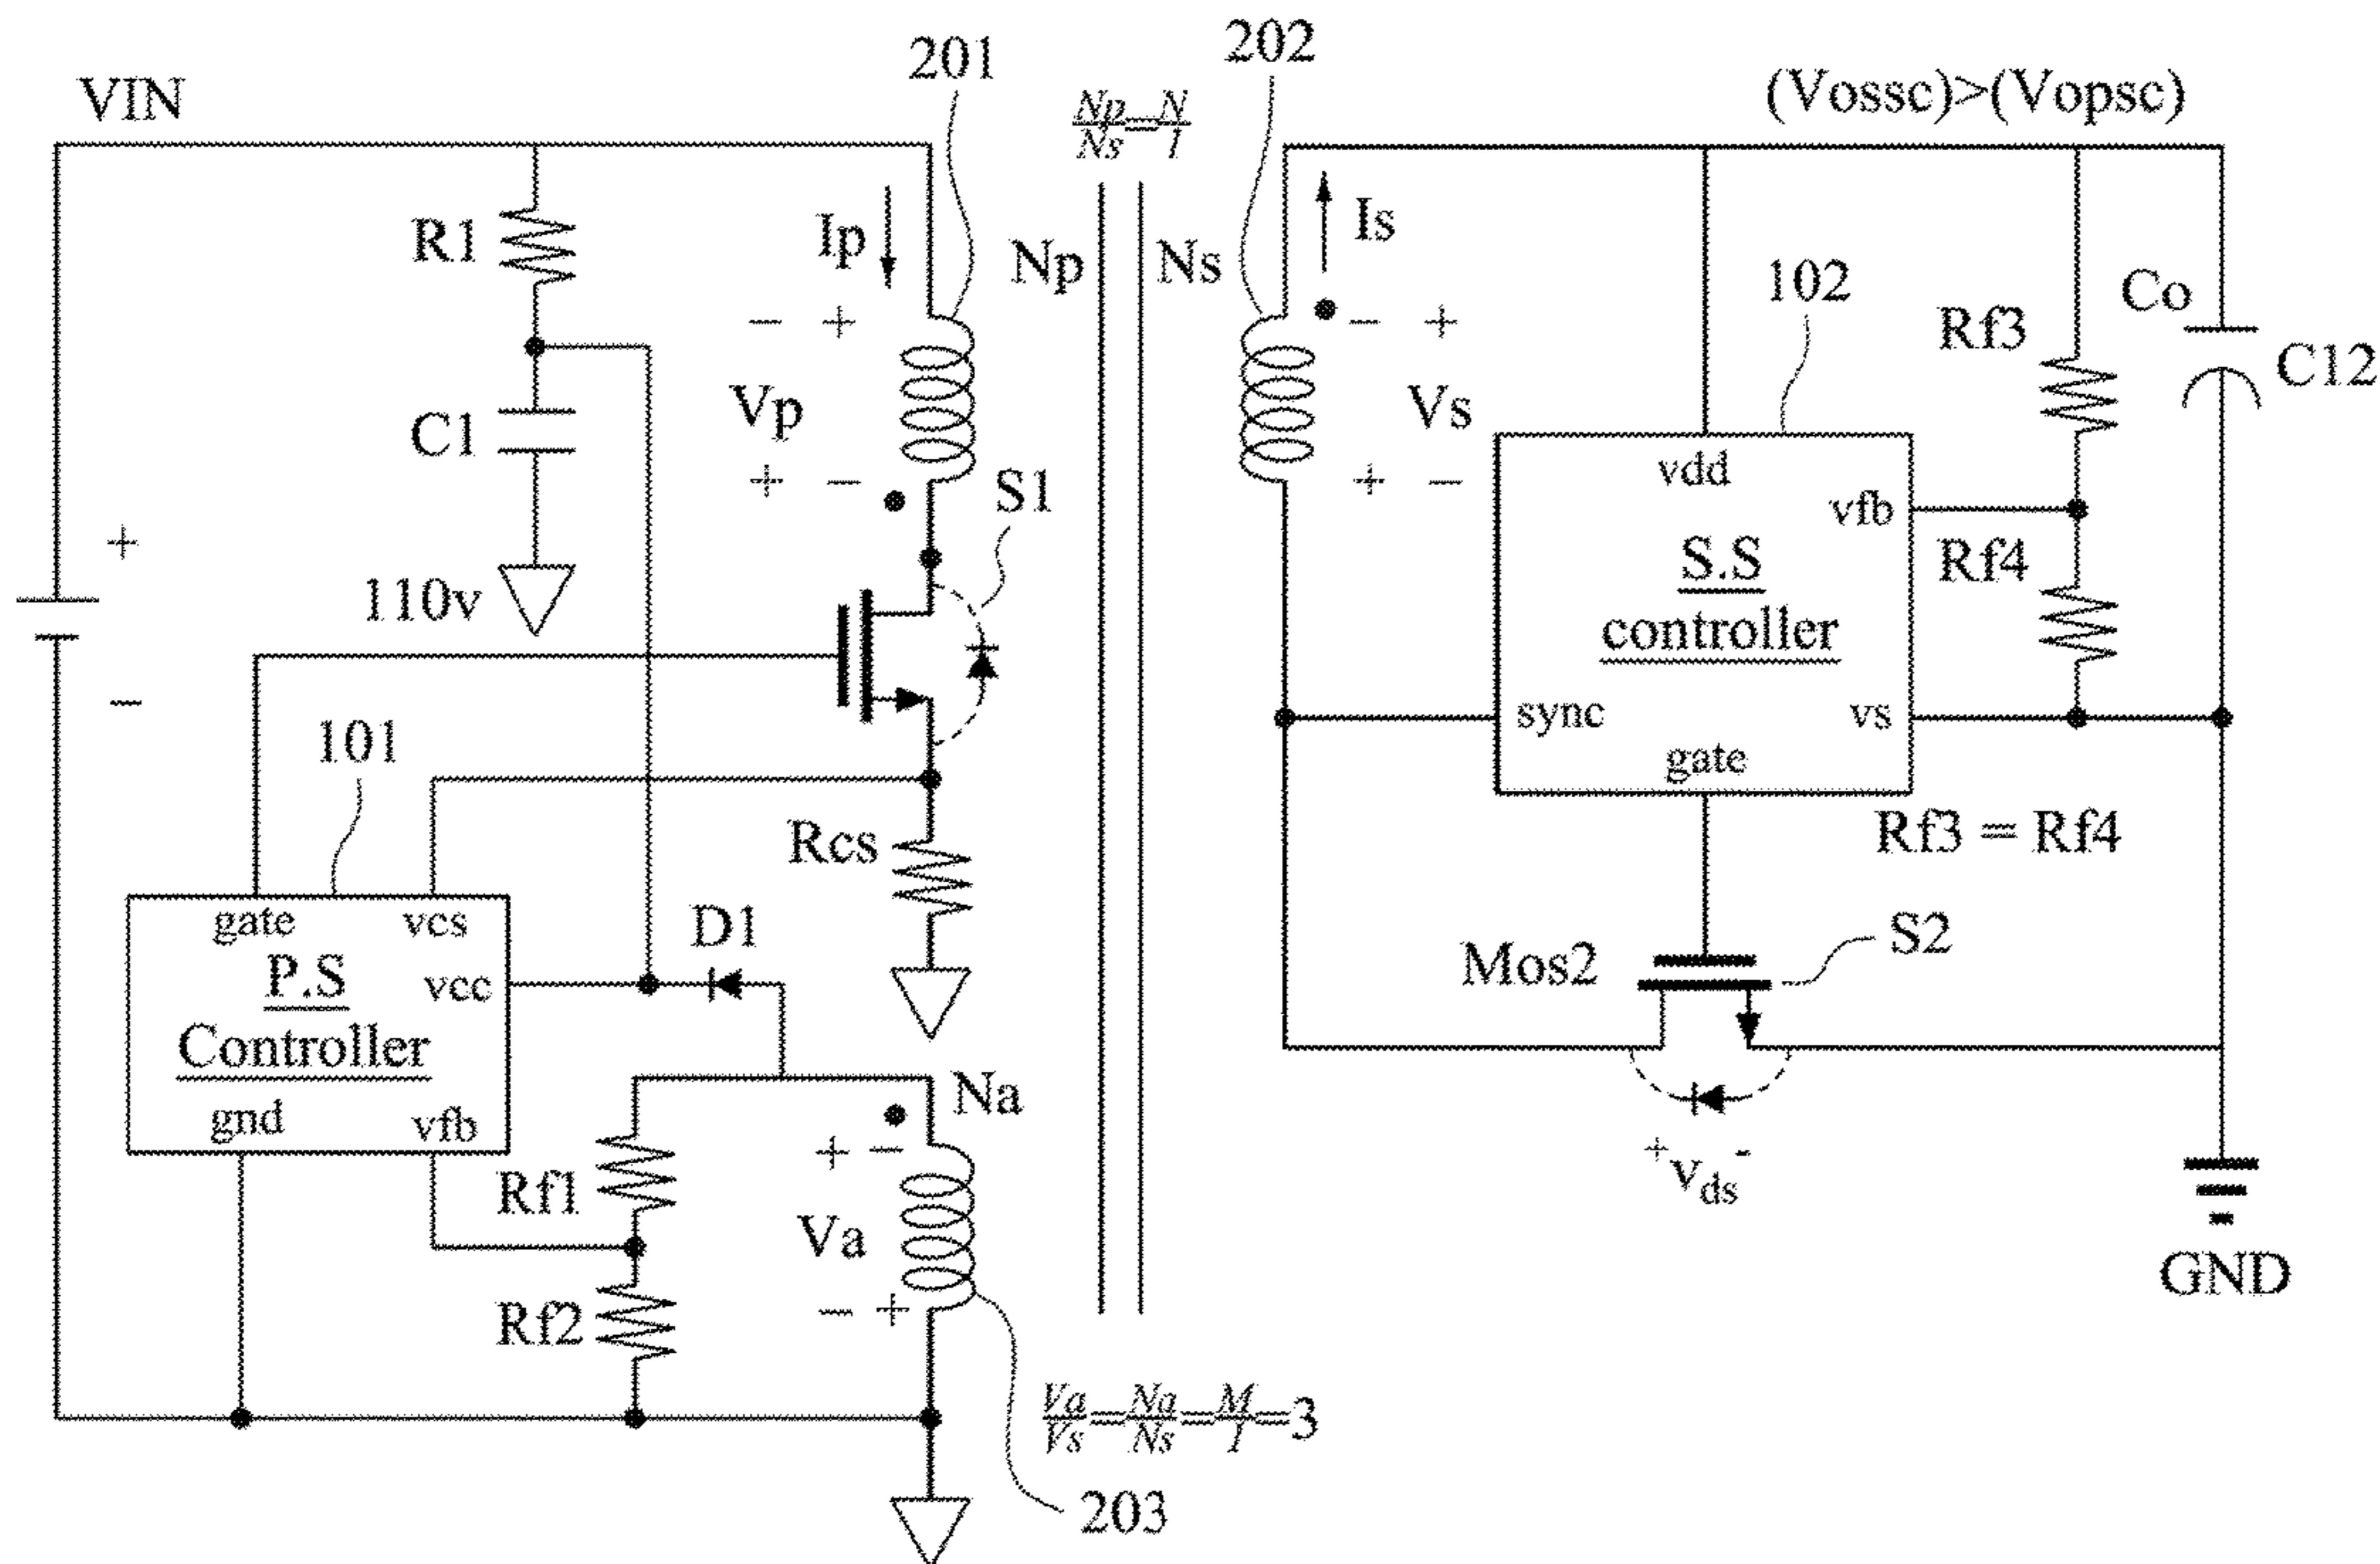 201
202
VIN
Np/Ns=N/1
(Vossc)>(Vopsc)
R1
Ip
Np
Ns
Is
102
Co
Rf3
C12
− +
− +
Vp
Vs
C1
+ −
+ −
vdd
vfb
S1
S.S
controller
Rf4
+
110v
−
sync
vs
gate
101
Rcs
Rf3 = Rf4
gate
vcs
D1
Mos2
S2
P.S
Controller
vcc
Na
gnd
vfb
+ −
+ vds -
Rf1
Va
GND
Rf2
− +
Va/Vs=Na/Ns=M/1=3
203